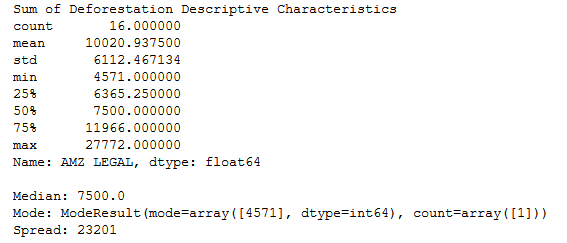 Sum of Deforestation Descriptive Characteristics
count       16.000000
mean     10020.937500
std       6112.467134
min       4571.000000
25%       6365.250000
50%       7500.000000
75%      11966.000000
max      27772.000000
Name: AMZ LEGAL, dtype: float64
Median: 7500.0
Mode: ModeResult(mode=array([4571], dtype=int64), count=array([1]))
Spread: 23201